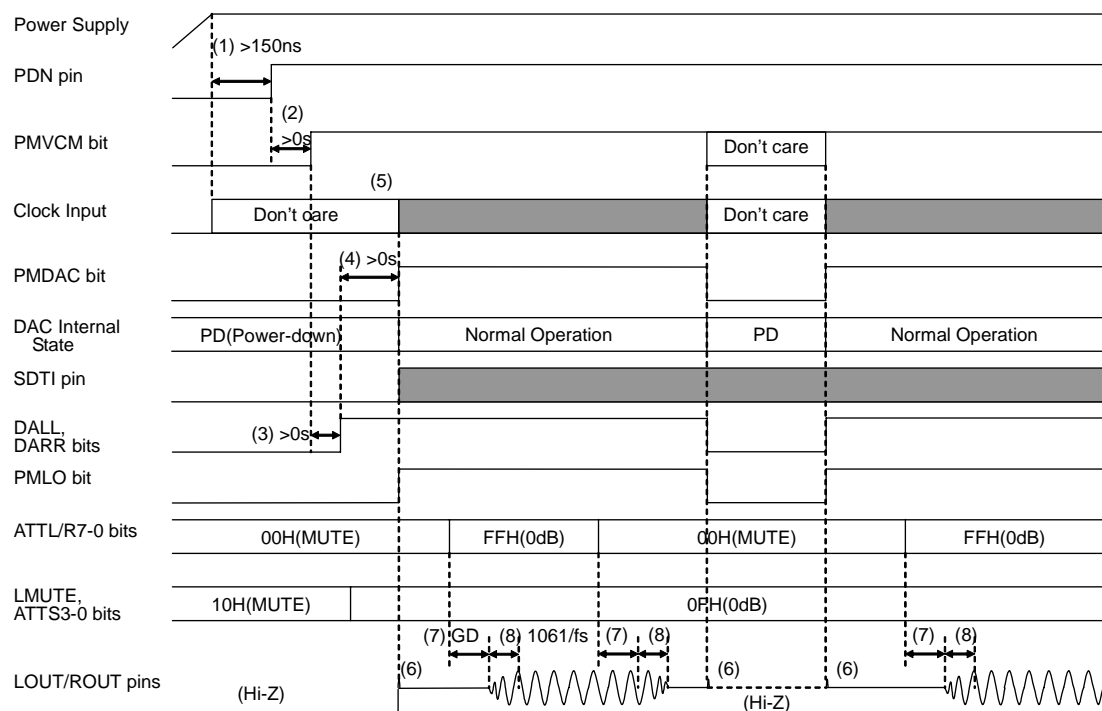 Power Supply
(1) >150ns
PDN pin
(2)
>0s
PMVCM bit
Don't care
(5)
Clock Input
Don't care
Don't care
(4) >0s
PMDAC bit
DAC Internal
State
PD(Power-down)
Normal Operation
PD
Normal Operation
SDTI pin
DALL,
DARR bits
(3) >0s
PMLO bit
ATTL/R7-0 bits
00H(MUTE)
FFH(0dB)
00H(MUTE)
FFH(0dB)
LMUTE,
ATTS3-0 bits
10H(MUTE)
0FH(0dB)
(7) GD
(8)
1061/fs
(7)
(8)
(7)
(8)
LOUT/ROUT pins
(6)
(6)
(6)
(Hi-Z)
(Hi-Z)